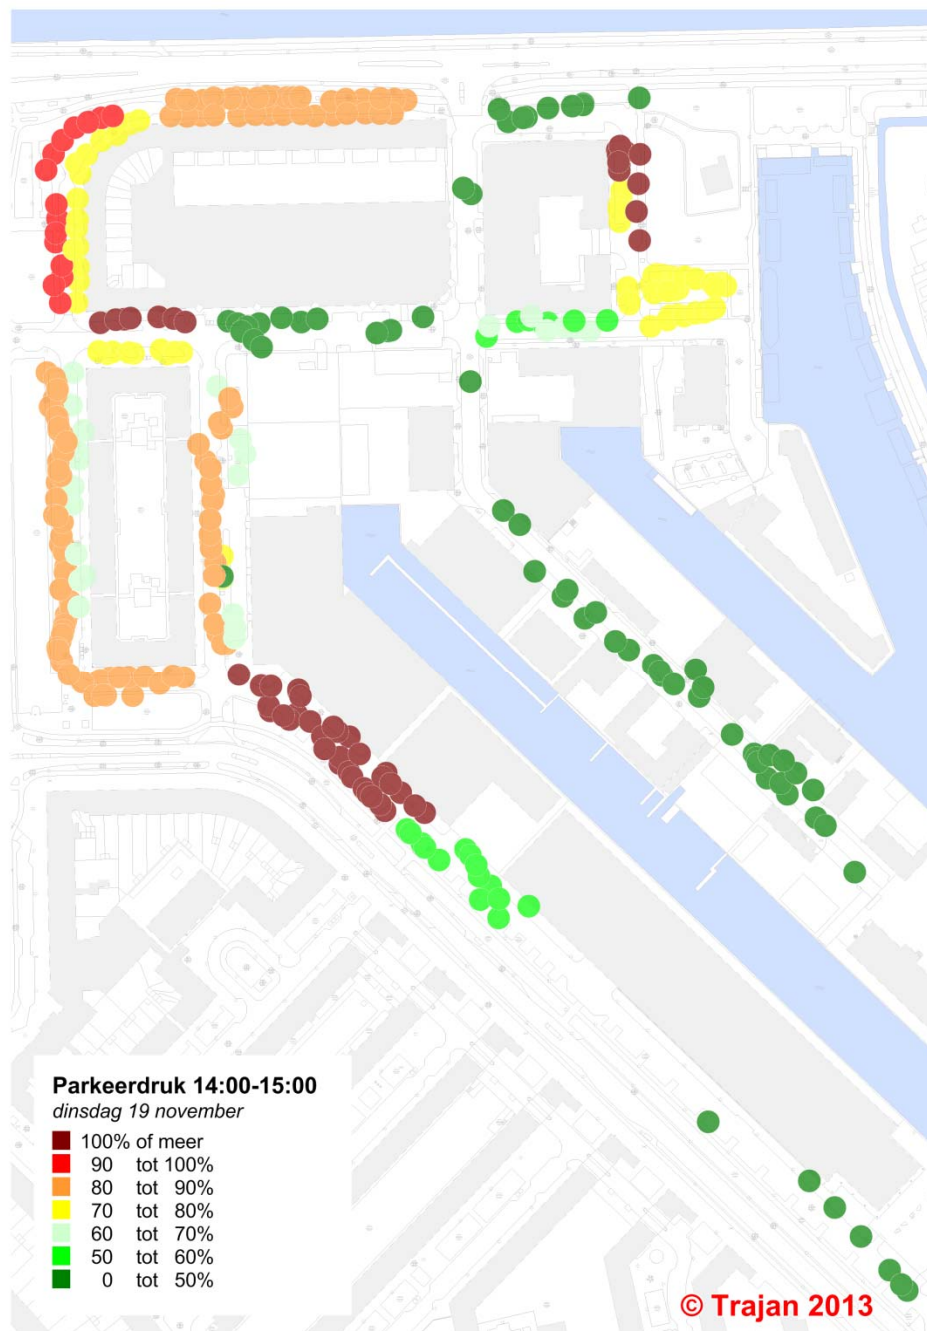 Parkeerdruk 14:00-15:00
dinsdag 19 november
100% of meer
90 tot 100%
80 tot 90%
70 tot 80%
60 tot 70%
50 tot 60%
0 tot 50%
© Trajan 2013